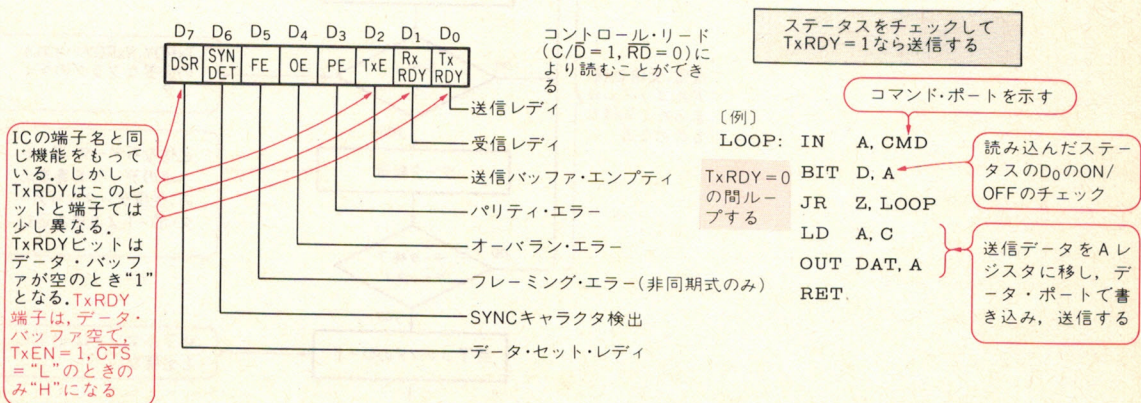 D7 D6 D5 D4 D3 D2 D1 D0
DSR
SYN
DET
FE
OE
PE
TxE
Rx
RDY
Tx
RDY
コントロール・リード
(C/D̅=1, R̅D̅=0)に
より読むことができ
る
送信レディ
受信レディ
送信バッファ・エンプティ
パリティ・エラー
オーバラン・エラー
フレーミング・エラー(非同期式のみ)
SYNCキャラクタ検出
データ・セット・レディ
ICの端子名と同
じ機能をもって
いる.しかし
TxRDYはこのビ
ットと端子では
少し異なる.
TxRDYビットは
データ・バッフ
ァが空のとき"1"
となる.TxRDY
端子は,データ・
バッファ空で,
TxEN=1, C̅T̅S̅
="L"のときの
み"H"になる
ステータスをチェックして
TxRDY=1なら送信する
コマンド・ポートを示す
〔例〕
LOOP: IN A, CMD
BIT D, A
JR Z, LOOP
LD A, C
OUT DAT, A
RET
TxRDY=0
の間ルー
プする
読み込んだステー
タスのD0のON/
OFFのチェック
送信データをAレ
ジスタに移し,デ
ータ・ポートで書
き込み,送信する